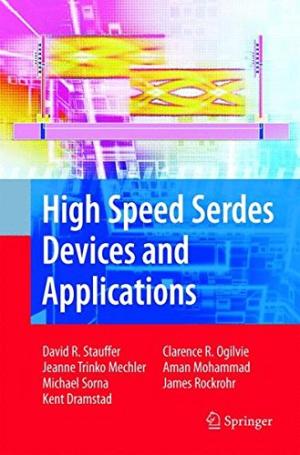 High Speed Serdes
Devices and
Applications
David R. Stauffer
Jeanne Trinko Mechler
Michael Sorna
Kent Dramstad
Clarence R. Ogilvie
Aman Mohammad
James Rockrohr
Springer